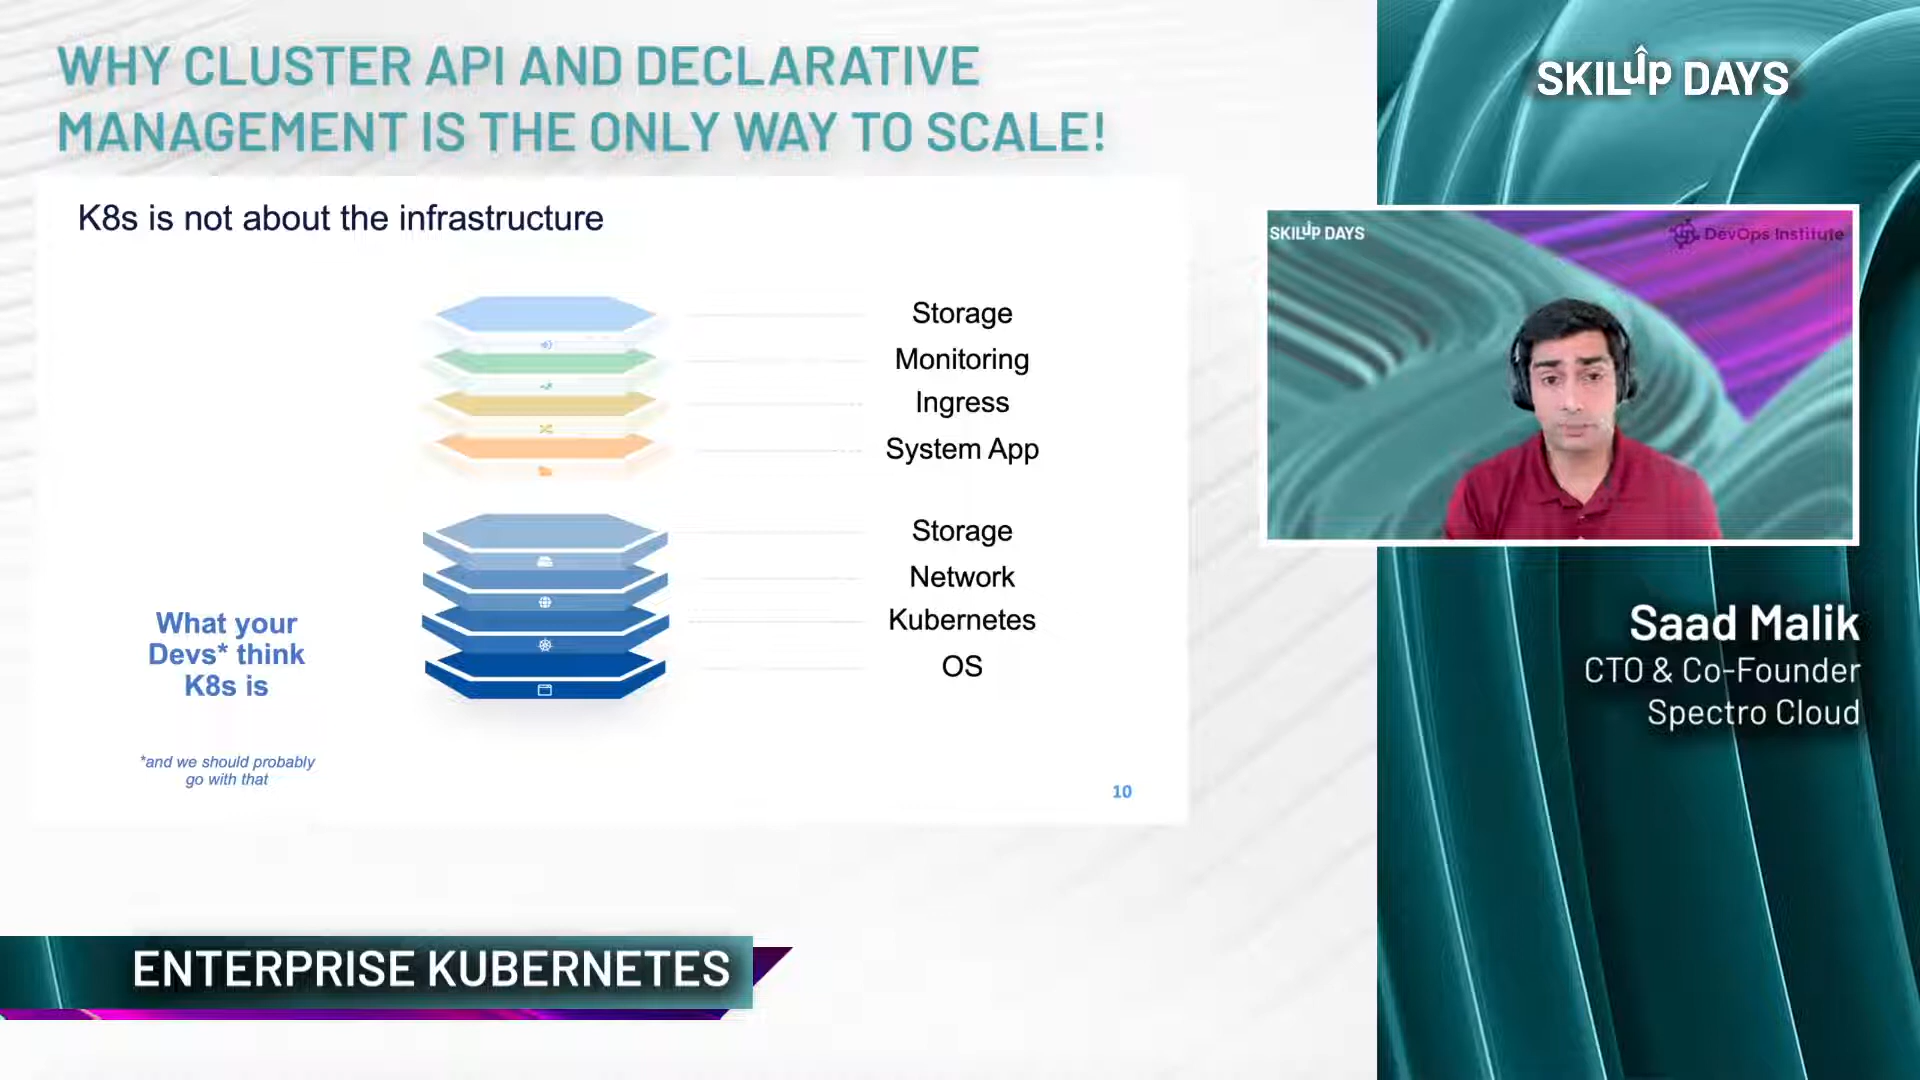 WHY CLUSTER API AND DECLARATIVE
MANAGEMENT IS THE ONLY WAY TO SCALE!
K8s is not about the infrastructure
Storage
Monitoring
Ingress
System App
Storage
Network
Kubernetes
OS
What your
Devs* think
K8s is
*and we should probably
go with that
10
ENTERPRISE KUBERNETES
SKILup DAYS
SKILup DAYS
DevOps Institute
Saad Malik
CTO & Co-Founder
Spectro Cloud